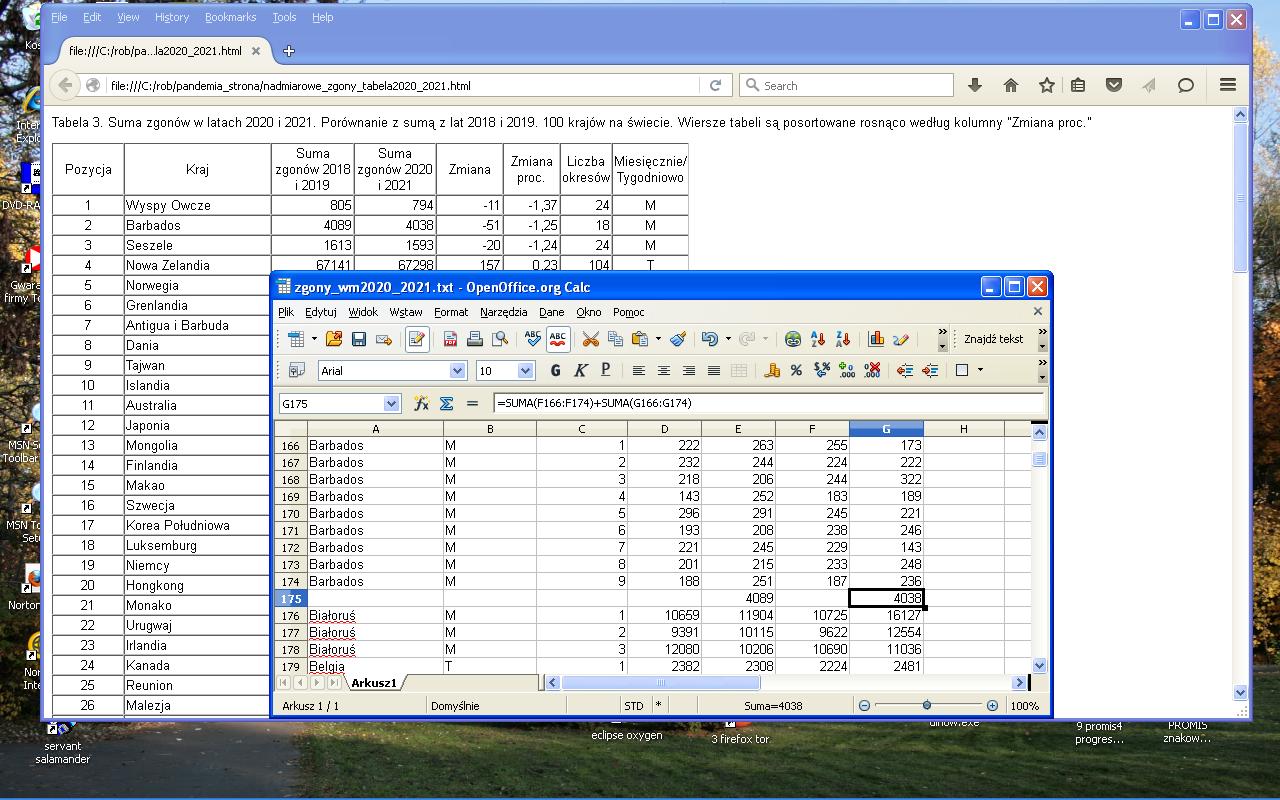 File Edit View History Bookmarks Tools Help
file:///C:/rob/pa...la2020_2021.html
file:///C:/rob/pandemia_strona/nadmiarowe_zgony_tabela2020_2021.html
Search
Tabela 3. Suma zgonów w latach 2020 i 2021. Porównanie z sumą z lat 2018 i 2019. 100 krajów na świecie. Wiersze tabeli są posortowane rosnąco według kolumny "Zmiana proc."
Pozycja Kraj Suma zgonów 2018 i 2019 Suma zgonów 2020 i 2021 Zmiana Zmiana proc. Liczba okresów Miesięcznie/ Tygodniowo
1 Wyspy Owcze 805 794 -11 -1,37 24 M
2 Barbados 4089 4038 -51 -1,25 18 M
3 Seszele 1613 1593 -20 -1,24 24 M
4 Nowa Zelandia 67141 67298 157 0,23 104 T
5 Norwegia
6 Grenlandia
7 Antigua i Barbuda
8 Dania
9 Tajwan
10 Islandia
11 Australia
12 Japonia
13 Mongolia
14 Finlandia
15 Makao
16 Szwecja
17 Korea Południowa
18 Luksemburg
19 Niemcy
20 Hongkong
21 Monako
22 Urugwaj
23 Irlandia
24 Kanada
25 Reunion
26 Malezja
zgony_wm2020_2021.txt - OpenOffice.org Calc
Plik Edytuj Widok Wstaw Format Narzędzia Dane Okno Pomoc
Znajdź tekst
Arial 10
G175 =SUMA(F166:F174)+SUMA(G166:G174)
A B C D E F G H
166 Barbados M 1 222 263 255 173
167 Barbados M 2 232 244 224 222
168 Barbados M 3 218 206 244 322
169 Barbados M 4 143 252 183 189
170 Barbados M 5 296 291 245 221
171 Barbados M 6 193 208 238 246
172 Barbados M 7 221 245 229 143
173 Barbados M 8 201 215 233 248
174 Barbados M 9 188 251 187 236
175 4089 4038
176 Białoruś M 1 10659 11904 10725 16127
177 Białoruś M 2 9391 10115 9622 12554
178 Białoruś M 3 12080 10206 10690 11036
179 Belgia T 1 2382 2308 2224 2481
Arkusz1
Arkusz 1 / 1 Domyślnie STD * Suma=4038 100%
servant
salamander
eclipse oxygen
3 firefox tor
9 promis4
progres...
PROMIS
znakow...